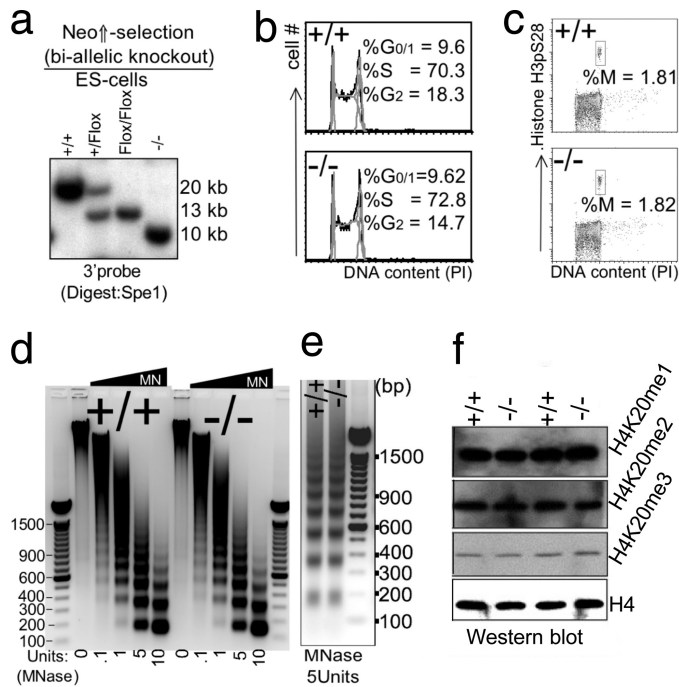 a
Neo⇑-selection
(bi-allelic knockout)
ES-cells
+/+
+/Flox
Flox/Flox
-/-
20 kb
13 kb
10 kb
3'probe
(Digest:Spe1)
b
cell #
+/+
%G0/1 = 9.6
%S = 70.3
%G2 = 18.3
-/-
%G0/1=9.62
%S = 72.8
%G2 = 14.7
DNA content (PI)
c
.Histone H3pS28
+/+
%M = 1.81
-/-
%M = 1.82
DNA content (PI)
d
MN
MN
+/+
-/-
1500
900
600
400
300
200
100
Units: 0 .1 1 5 10 0 .1 1 5 10
(MNase)
e
+/+
-/-
(bp)
1500
900
600
400
300
200
100
MNase
5Units
f
+/+ -/- +/+ -/-
H4K20me1
H4K20me2
H4K20me3
H4
Western blot